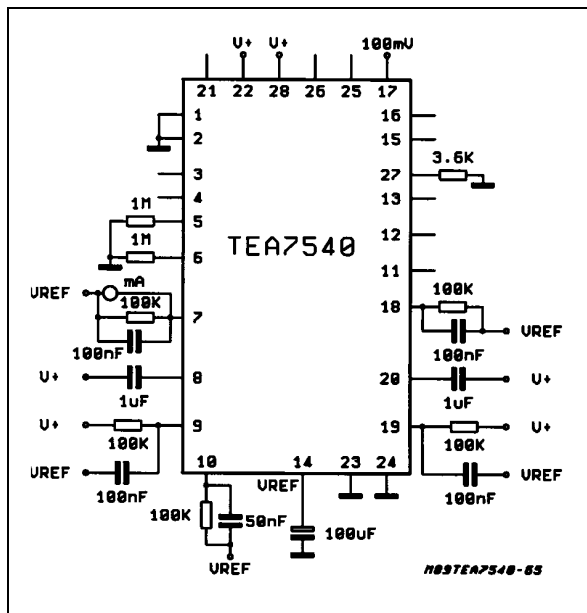 V+ V+ 100mV
21 22 28 26 25 17
1 16
2 15
3 27 3.6K
4 13
1M
5 12
1M
6 TEA7540 11
mA
VREF 100K 7 18 100K
100nF 100nF VREF
V+ 8 20 V+
1uF 1uF
9 19
V+ 100K 100K V+
VREF 100nF 100nF VREF
10 14 23 24
VREF
100K 50nF 100uF
VREF
M09TEA7540-65